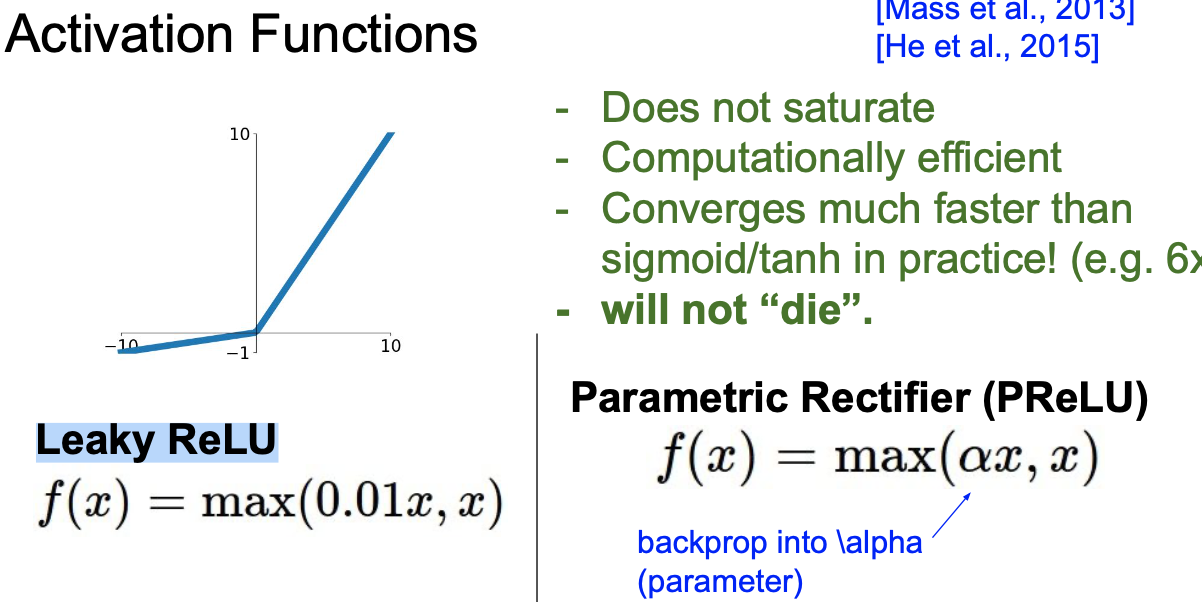 Activation Functions
[Mass et al., 2013]
[He et al., 2015]
10
−10
−1
10
- Does not saturate
- Computationally efficient
- Converges much faster than
sigmoid/tanh in practice! (e.g. 6x
- will not “die”.
Leaky ReLU
f(x) = max(0.01x, x)
Parametric Rectifier (PReLU)
f(x) = max(αx, x)
backprop into \alpha
(parameter)